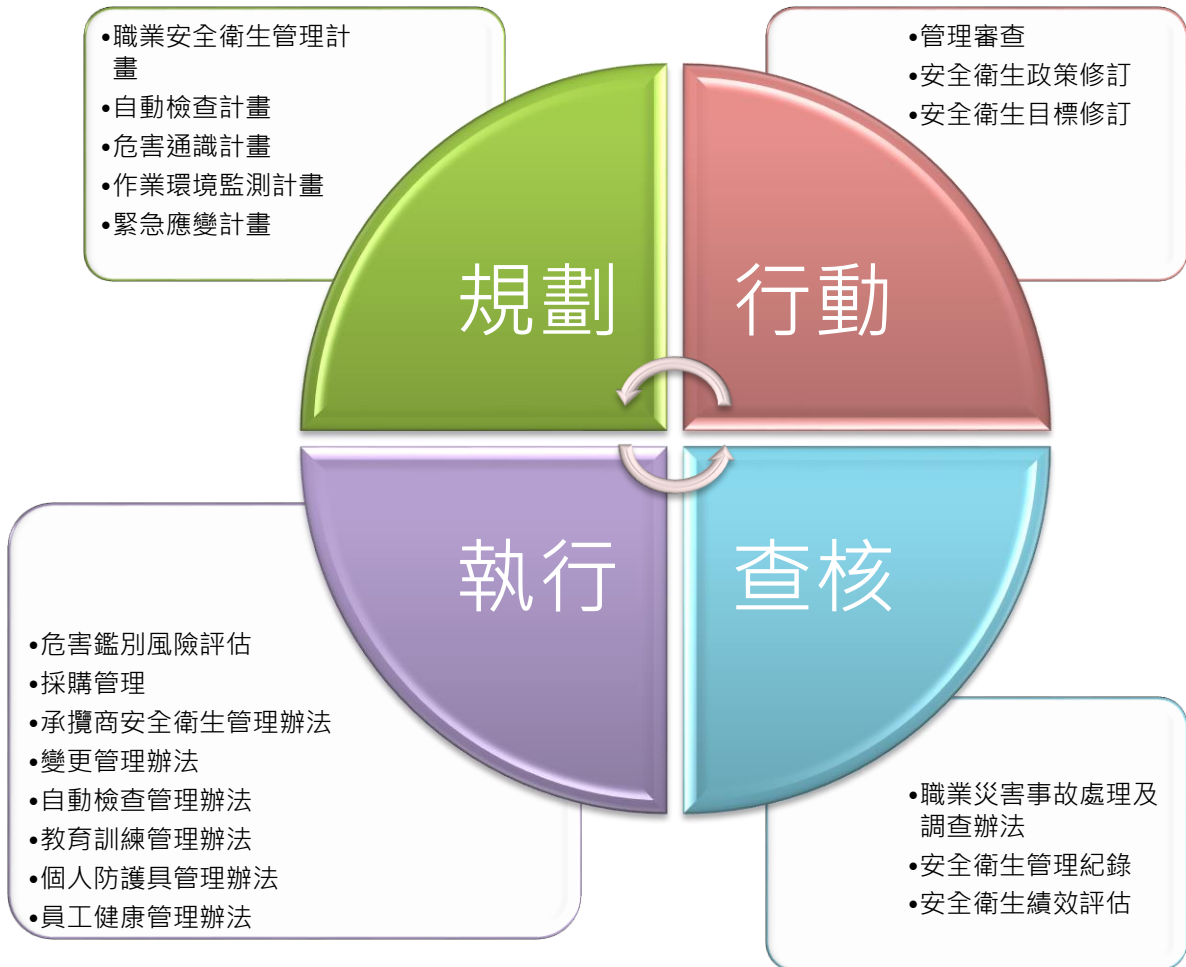 •職業安全衛生管理計
畫
•自動檢查計畫
•危害通識計畫
•作業環境監測計畫
•緊急應變計畫
•管理審查
•安全衛生政策修訂
•安全衛生目標修訂
規劃
行動
執行
查核
•危害鑑別風險評估
•採購管理
•承攬商安全衛生管理辦法
•變更管理辦法
•自動檢查管理辦法
•教育訓練管理辦法
•個人防護具管理辦法
•員工健康管理辦法
•職業災害事故處理及
調查辦法
•安全衛生管理紀錄
•安全衛生績效評估